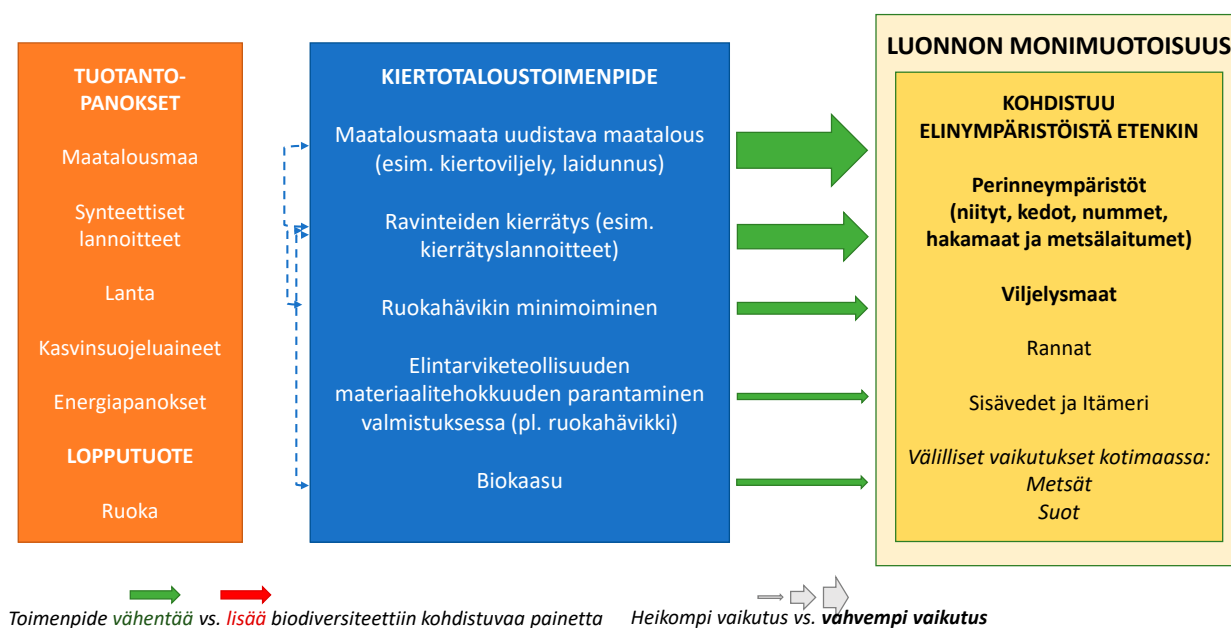 TUOTANTO-
PANOKSET
Maatalousmaa
Synteettiset
lannoitteet
Lanta
Kasvinsuojeluaineet
Energiapanokset
LOPPUTUOTE
Ruoka
KIERTOTALOUSTOIMENPIDE
Maatalousmaata uudistava maatalous
(esim. kiertoviljely, laidunnus)
Ravinteiden kierrätys (esim.
kierrätyslannoitteet)
Ruokahävikin minimoiminen
Elintarviketeollisuuden
materiaalitehokkuuden parantaminen
valmistuksessa (pl. ruokahävikki)
Biokaasu
LUONNON MONIMUOTOISUUS
KOHDISTUU
ELINYMPÄRISTÖISTÄ ETENKIN
Perinneympäristöt
(niityt, kedot, nummet,
hakamaat ja metsälaitumet)
Viljelysmaat
Rannat
Sisävedet ja Itämeri
Välilliset vaikutukset kotimaassa:
Metsät
Suot
Toimenpide vähentää vs. lisää biodiversiteettiin kohdistuvaa painetta
Heikompi vaikutus vs. vahvempi vaikutus